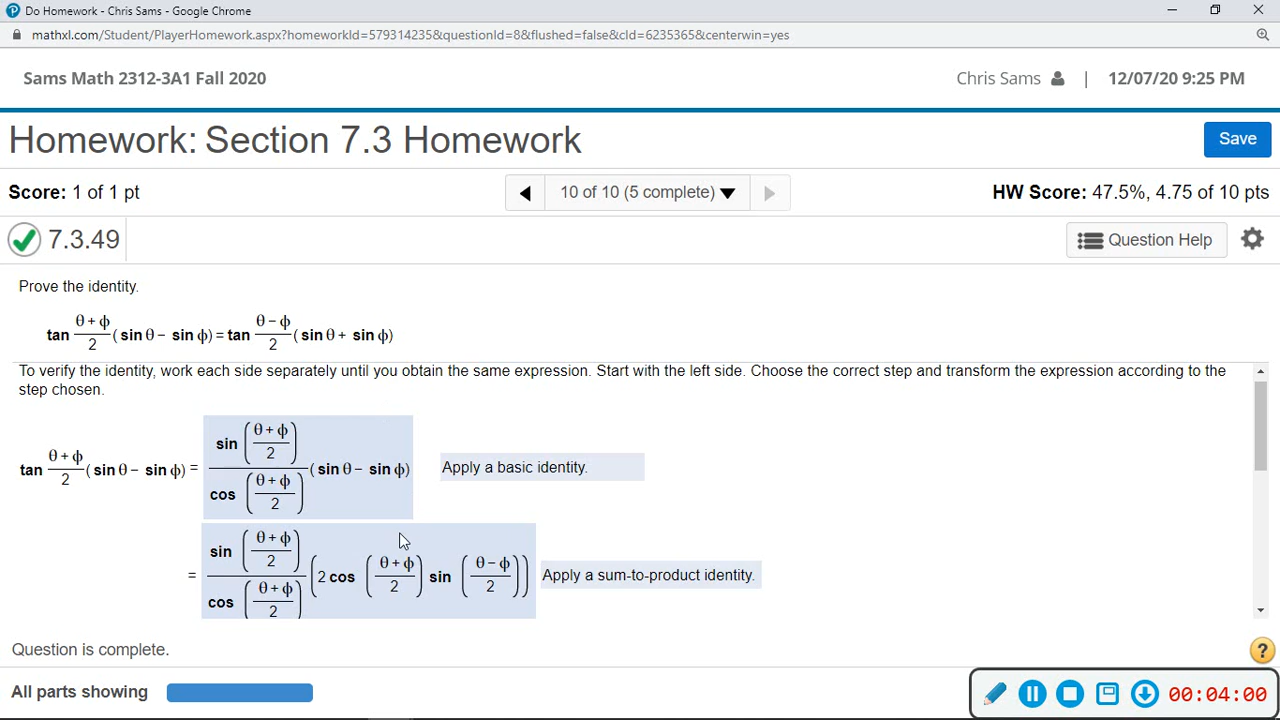 Do Homework - Chris Sams - Google Chrome
mathxl.com/Student/PlayerHomework.aspx?homeworkId=579314235&questionId=8&flushed=false&cId=6235365&centerwin=yes
Sams Math 2312-3A1 Fall 2020
Chris Sams | 12/07/20 9:25 PM
Homework: Section 7.3 Homework
Save
Score: 1 of 1 pt
10 of 10 (5 complete)
HW Score: 47.5%, 4.75 of 10 pts
7.3.49
Question Help
Prove the identity.
tan (θ + ϕ)/2 (sin θ − sin ϕ) = tan (θ − ϕ)/2 (sin θ + sin ϕ)
To verify the identity, work each side separately until you obtain the same expression. Start with the left side. Choose the correct step and transform the expression according to the
step chosen.
tan (θ + ϕ)/2 (sin θ − sin ϕ) = sin ((θ + ϕ)/2) / cos ((θ + ϕ)/2) (sin θ − sin ϕ) Apply a basic identity.
= sin ((θ + ϕ)/2) / cos ((θ + ϕ)/2) (2 cos ((θ + ϕ)/2) sin ((θ − ϕ)/2)) Apply a sum-to-product identity.
Question is complete.
?
All parts showing
00:04:00